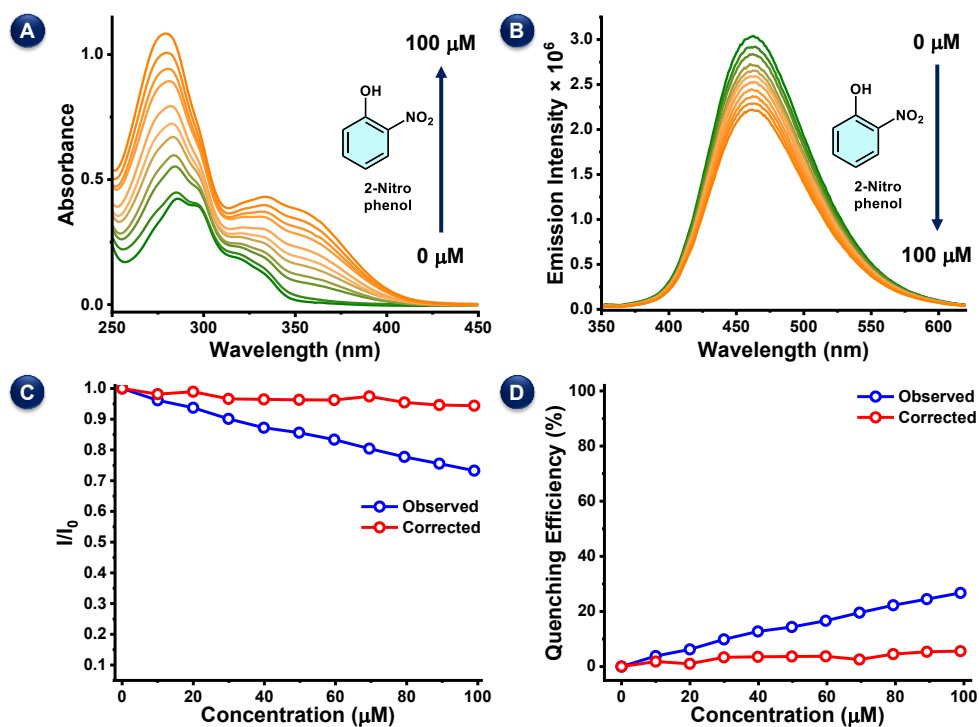 A
100 μM
OH
NO2
2-Nitro
phenol
0 μM
Absorbance
1.0
0.5
0.0
250 300 350 400 450
Wavelength (nm)
B
0 μM
OH
NO2
2-Nitro
phenol
100 μM
Emission Intensity × 10^6
3.0
2.5
2.0
1.5
1.0
0.5
0.0
350 400 450 500 550 600
Wavelength (nm)
C
Observed
Corrected
I/I0
1.0
0.9
0.8
0.7
0.6
0.5
0.4
0.3
0.2
0.1
0 20 40 60 80 100
Concentration (μM)
D
Observed
Corrected
Quenching Efficiency (%)
100
80
60
40
20
0
0 20 40 60 80 100
Concentration (μM)